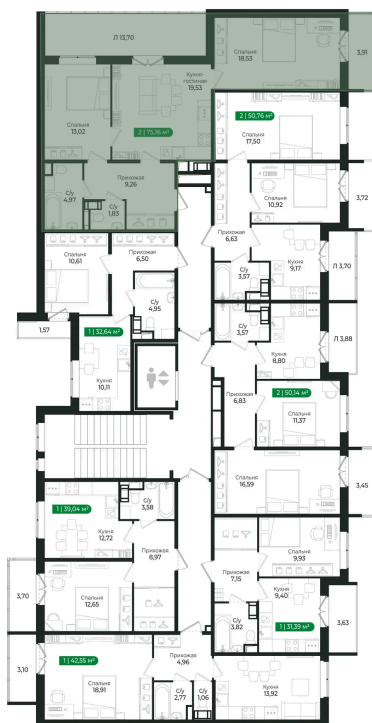 Л 13,70
Спальня
18,53
3,91
Кухня-
гостиная
19,53
Спальня
13,02
2 | 75,36 м²
2 | 50,76 м²
Спальня
17,50
Прихожая
9,26
С/у
4,97
С/у
1,83
Спальня
10,92
3,72
Спальня
10,61
Прихожая
6,50
Прихожая
6,63
С/у
3,57
Кухня
9,17
Л 3,70
С/у
4,95
1,57
1 | 32,64 м²
С/у
3,57
Л 3,88
Кухня
8,80
Кухня
10,11
Прихожая
6,83
2 | 50,14 м²
Спальня
11,37
Спальня
16,59
3,45
1 | 39,04 м²
С/у
3,58
Кухня
12,72
Прихожая
8,97
Спальня
9,93
Прихожая
7,15
Кухня
9,40
3,70
Спальня
12,65
С/у
3,82
1 | 31,39 м²
3,63
1 | 42,55 м²
Прихожая
4,96
3,10
Спальня
18,91
С/у
2,77
С/у
1,06
Кухня
13,92